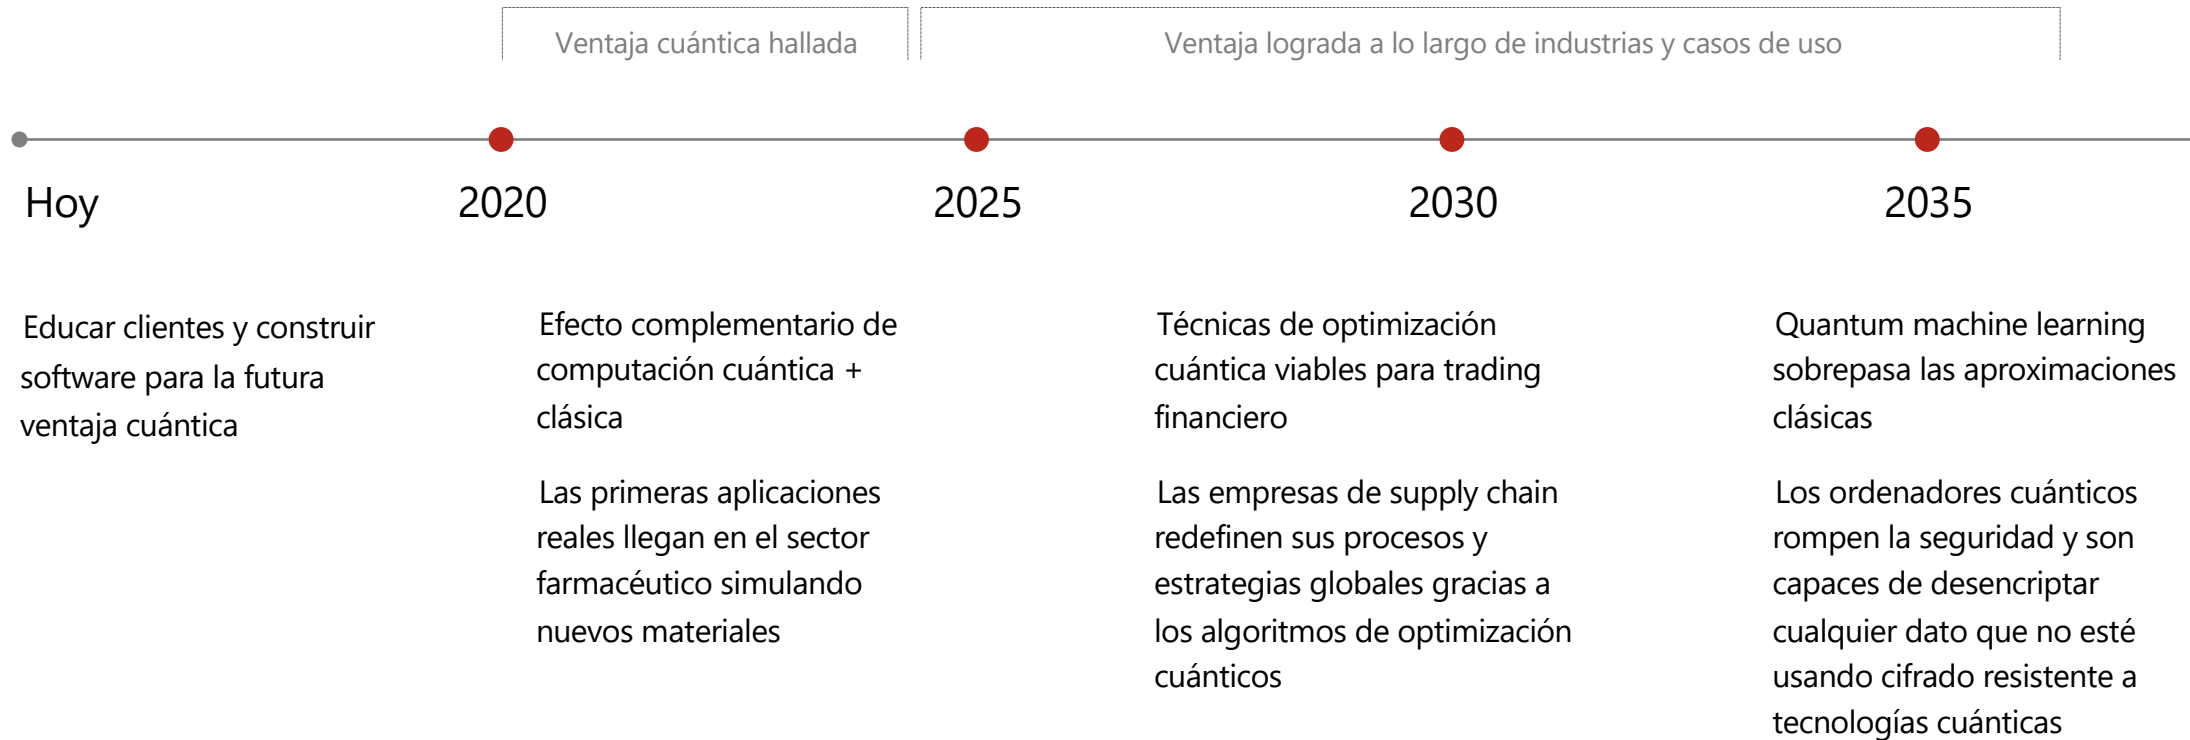 Ventaja cuántica hallada
Ventaja lograda a lo largo de industrias y casos de uso
Hoy
2020
2025
2030
2035
Educar clientes y construir
software para la futura
ventaja cuántica
Efecto complementario de
computación cuántica +
clásica
Las primeras aplicaciones
reales llegan en el sector
farmacéutico simulando
nuevos materiales
Técnicas de optimización
cuántica viables para trading
financiero
Las empresas de supply chain
redefinen sus procesos y
estrategias globales gracias a
los algoritmos de optimización
cuánticos
Quantum machine learning
sobrepasa las aproximaciones
clásicas
Los ordenadores cuánticos
rompen la seguridad y son
capaces de desencriptar
cualquier dato que no esté
usando cifrado resistente a
tecnologías cuánticas